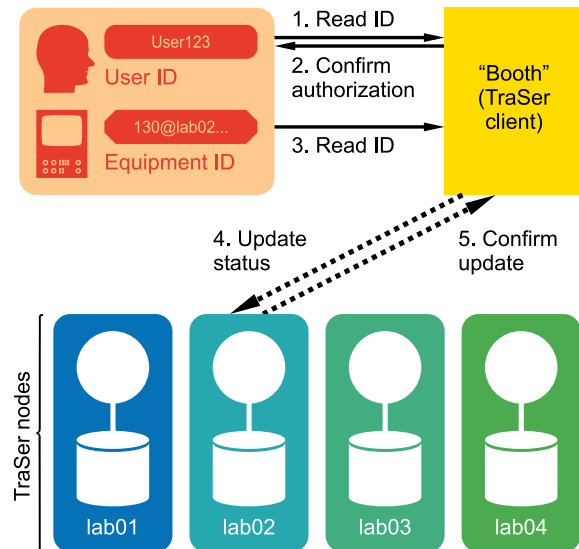 User123
User ID
130@lab02...
Equipment ID
1. Read ID
2. Confirm
authorization
3. Read ID
“Booth”
(TraSer
client)
4. Update
status
5. Confirm
update
TraSer nodes
lab01
lab02
lab03
lab04